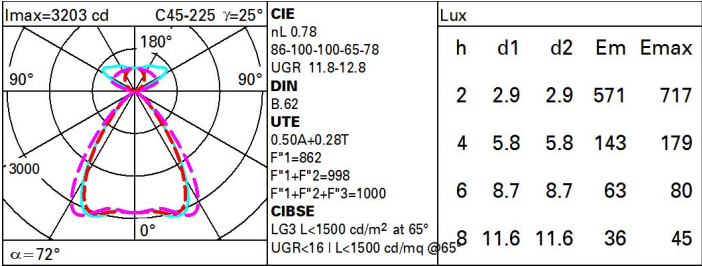 Imax=3203 cd C45-225 γ=25°
180°
90° 90°
3000
0°
α=72°
CIE
nL 0.78
86-100-100-65-78
UGR 11.8-12.8
DIN
B.62
UTE
0.50A+0.28T
F"1=862
F"1+F"2=998
F"1+F"2+F"3=1000
CIBSE
LG3 L<1500 cd/m² at 65°
UGR<16 | L<1500 cd/mq @65°
Lux
h d1 d2 Em Emax
2 2.9 2.9 571 717
4 5.8 5.8 143 179
6 8.7 8.7 63 80
8 11.6 11.6 36 45